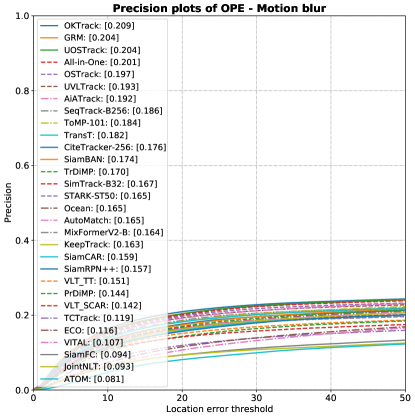 Precision plots of OPE - Motion blur
1.0
0.8
0.6
0.4
0.2
0.0
Precision
OKTrack: [0.209]
GRM: [0.204]
UOSTrack: [0.204]
All-in-One: [0.201]
OSTrack: [0.197]
UVLTrack: [0.193]
AiATrack: [0.192]
SeqTrack-B256: [0.186]
ToMP-101: [0.184]
TransT: [0.182]
CiteTracker-256: [0.176]
SiamBAN: [0.174]
TrDiMP: [0.170]
SimTrack-B32: [0.167]
STARK-ST50: [0.165]
Ocean: [0.165]
AutoMatch: [0.165]
MixFormerV2-B: [0.164]
KeepTrack: [0.163]
SiamCAR: [0.159]
SiamRPN++: [0.157]
VLT_TT: [0.151]
PrDiMP: [0.144]
VLT_SCAR: [0.142]
TCTrack: [0.119]
ECO: [0.116]
VITAL: [0.107]
SiamFC: [0.094]
JointNLT: [0.093]
ATOM: [0.081]
0 10 20 30 40 50
Location error threshold